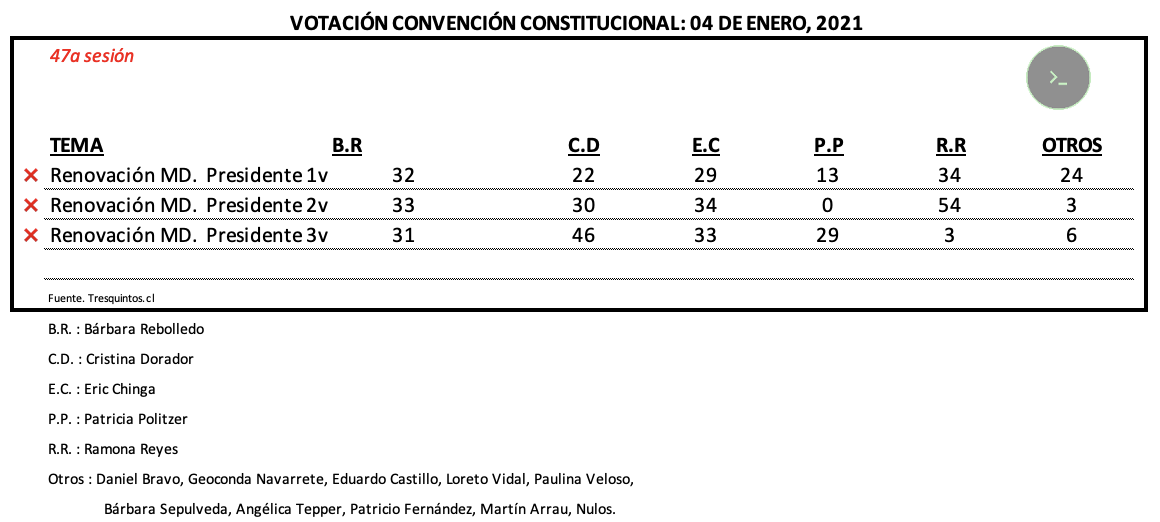 VOTACIÓN CONVENCIÓN CONSTITUCIONAL: 04 DE ENERO, 2021
47a sesión
>_
TEMA B.R C.D E.C P.P R.R OTROS
× Renovación MD. Presidente 1v 32 22 29 13 34 24
× Renovación MD. Presidente 2v 33 30 34 0 54 3
× Renovación MD. Presidente 3v 31 46 33 29 3 6
Fuente. Tresquintos.cl
B.R. : Bárbara Rebolledo
C.D. : Cristina Dorador
E.C. : Eric Chinga
P.P. : Patricia Politzer
R.R. : Ramona Reyes
Otros : Daniel Bravo, Geoconda Navarrete, Eduardo Castillo, Loreto Vidal, Paulina Veloso,
Bárbara Sepulveda, Angélica Tepper, Patricio Fernández, Martín Arrau, Nulos.